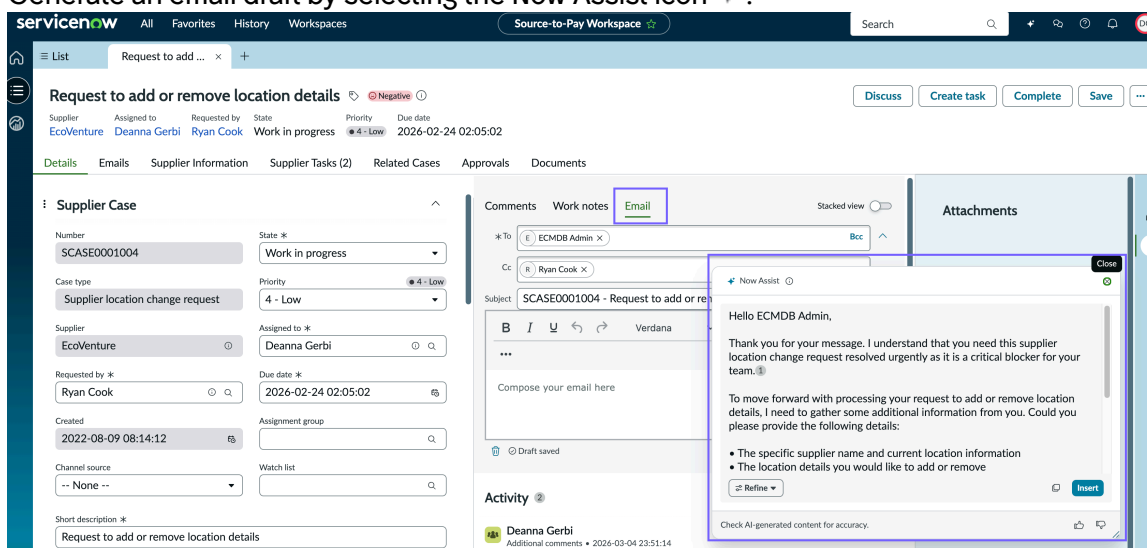 Generate an email draft by selecting the Now Assist icon
servicenow All Favorites History Workspaces Source-to-Pay Workspace Search
List Request to add ... × +
Request to add or remove location details Negative
Discuss Create task Complete Save
Supplier Assigned to Requested by State Priority Due date
EcoVenture Deanna Gerbi Ryan Cook Work in progress 4 - Low 2026-02-24 02:05:02
Details Emails Supplier Information Supplier Tasks (2) Related Cases Approvals Documents
Supplier Case
Number State *
SCASE0001004 Work in progress
Case type Priority 4 - Low
Supplier location change request 4 - Low
Supplier Assigned to *
EcoVenture Deanna Gerbi
Requested by * Due date *
Ryan Cook 2026-02-24 02:05:02
Created Assignment group
2022-08-09 08:14:12
Channel source Watch list
-- None --
Short description *
Request to add or remove location details
Comments Work notes Email Stacked view
*To E ECMDB Admin × Bcc
Cc R Ryan Cook ×
Subject SCASE0001004 - Request to add or
B I U Verdana
Compose your email here
Draft saved
Activity 2
Deanna Gerbi
Additional comments • 2026-03-04 23:51:14
Attachments
Close
Now Assist
Hello ECMDB Admin,
Thank you for your message. I understand that you need this supplier
location change request resolved urgently as it is a critical blocker for your
team. 1
To move forward with processing your request to add or remove location
details, I need to gather some additional information from you. Could you
please provide the following details:
• The specific supplier name and current location information
• The location details you would like to add or remove
Refine Insert
Check AI-generated content for accuracy.